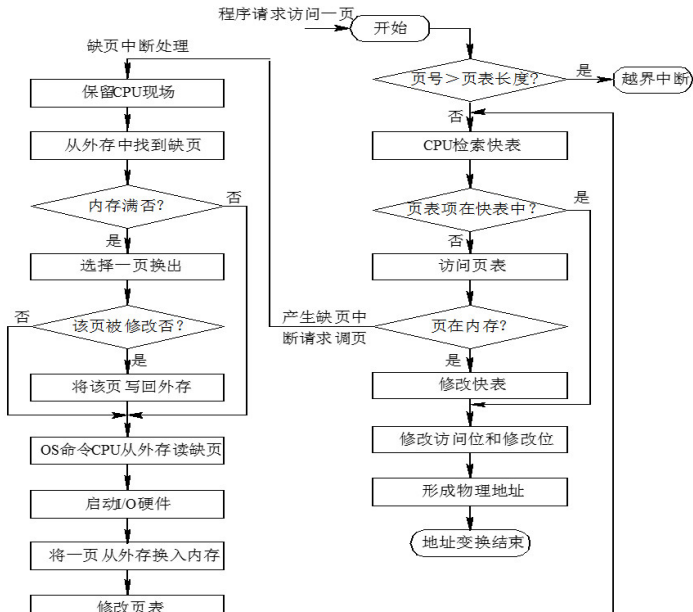 程序请求访问一页
开始
缺页中断处理
页号＞页表长度？
是
越界中断
保留CPU现场
否
从外存中找到缺页
CPU检索快表
内存满否？
否
页表项在快表中？
是
是
否
选择一页换出
访问页表
否
该页被修改否？
产生缺页中
断请求调页
页在内存？
是
是
将该页写回外存
修改快表
OS命令CPU从外存读缺页
修改访问位和修改位
启动I/O硬件
形成物理地址
将一页从外存换入内存
地址变换结束
修改页表